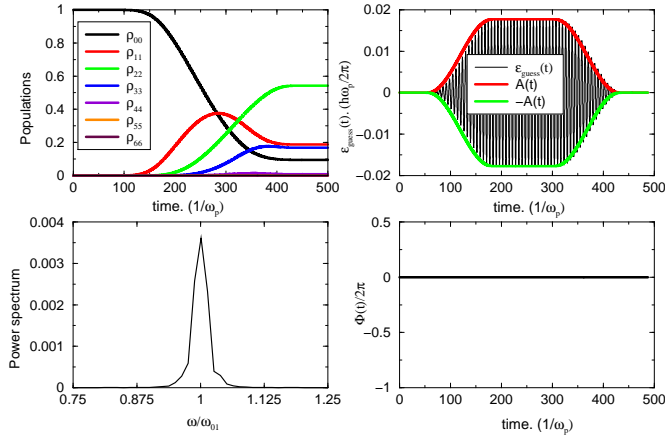 1
0.8
0.6
0.4
0.2
0
Populations
ρ00
ρ11
ρ22
ρ33
ρ44
ρ55
ρ66
0 100 200 300 400 500
time. (1/ωp)
0.02
0.01
0
−0.01
−0.02
εguess(t). (ħωp/2π)
εguess(t)
A(t)
−A(t)
0 100 200 300 400 500
time. (1/ωp)
0.004
0.003
0.002
0.001
0
Power spectrum
0.75 0.875 1 1.125 1.25
ω/ω01
0.5
0
−0.5
−1
Φ(t)/2π
0 100 200 300 400 500
time. (1/ωp)